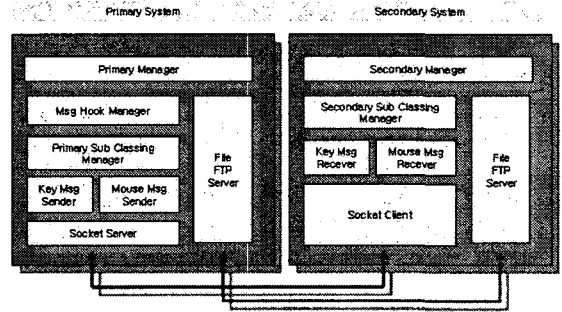 Primary System
Secondary System
Primary Manager
Msg Hook Manager
Primary Sub Classing
Manager
Key Msg
Sender
Mouse Msg
Sender
Socket Server
File
FTP
Server
Secondary Manager
Secondary Sub Classing
Manager
Key Msg
Recever
Mouse Msg
Recever
Socket Client
File
FTP
Server